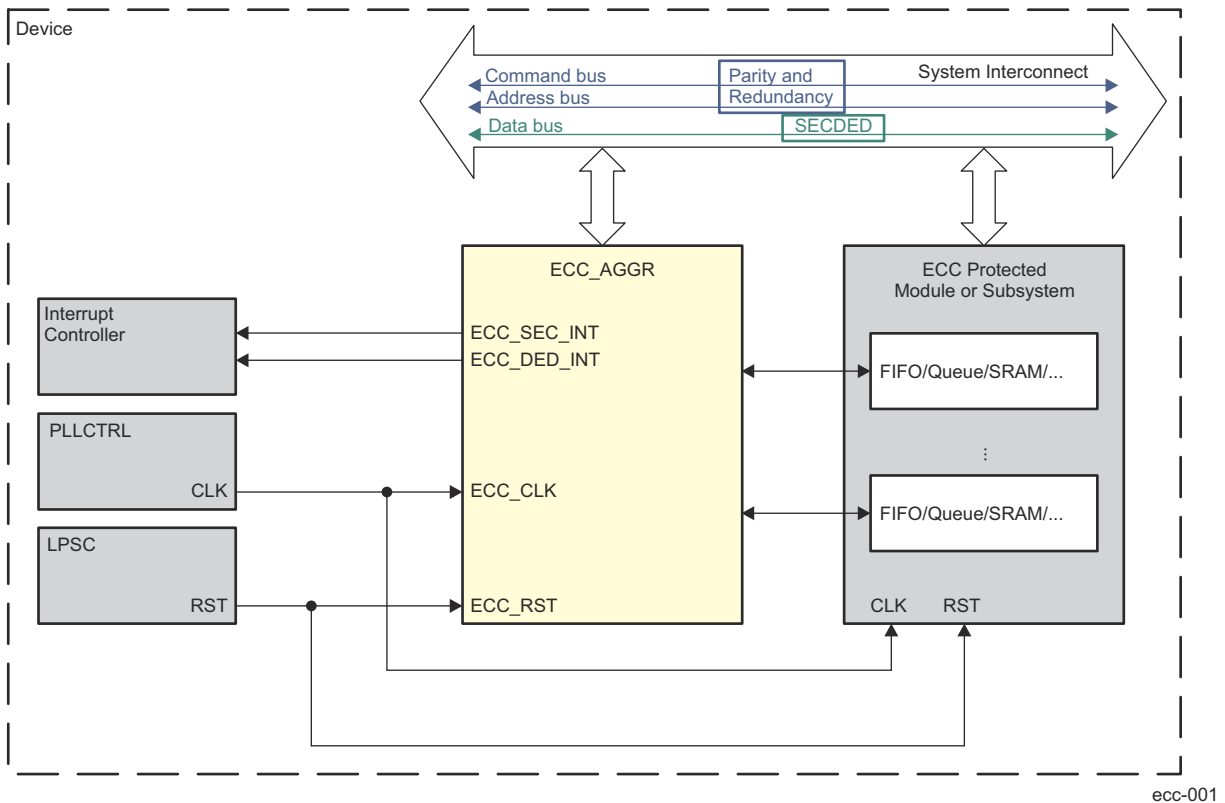 Device
Command bus
Parity and
System Interconnect
Address bus
Redundancy
Data bus
SECDED
ECC_AGGR
ECC Protected
Module or Subsystem
Interrupt
Controller
ECC_SEC_INT
ECC_DED_INT
FIFO/Queue/SRAM/...
PLLCTRL
...
CLK
ECC_CLK
FIFO/Queue/SRAM/...
LPSC
RST
ECC_RST
CLK
RST
ecc-001